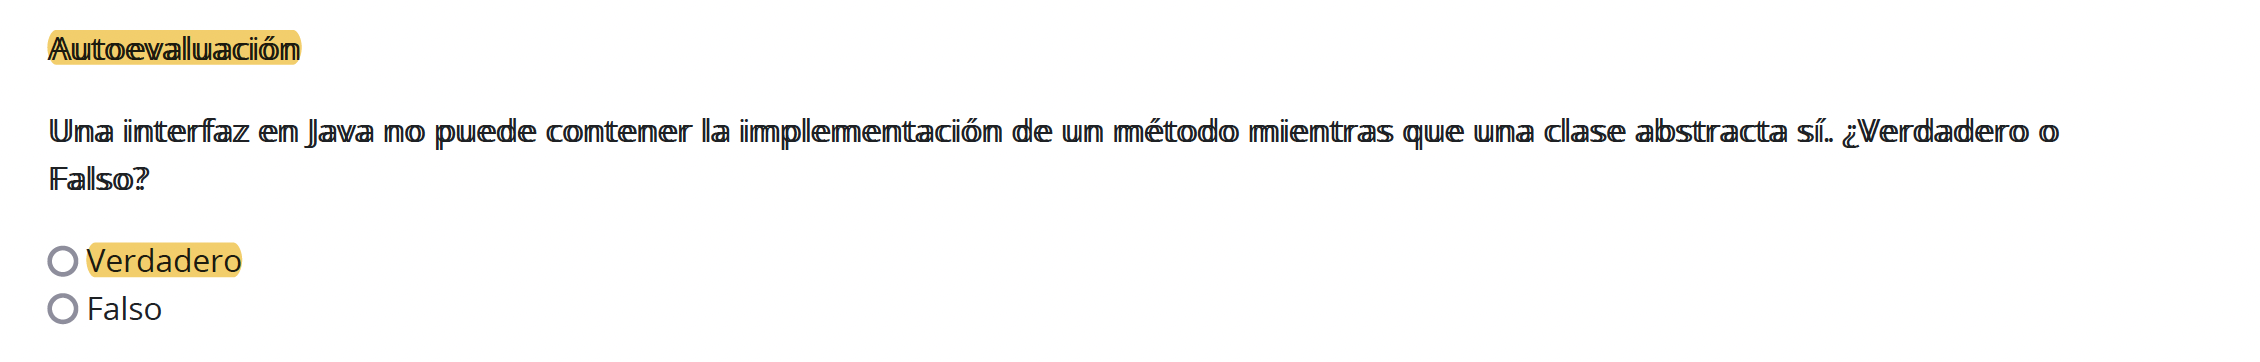 Autoevaluación
Una interfaz en Java no puede contener la implementación de un método mientras que una clase abstracta sí. ¿Verdadero o
Falso?
Verdadero
Falso